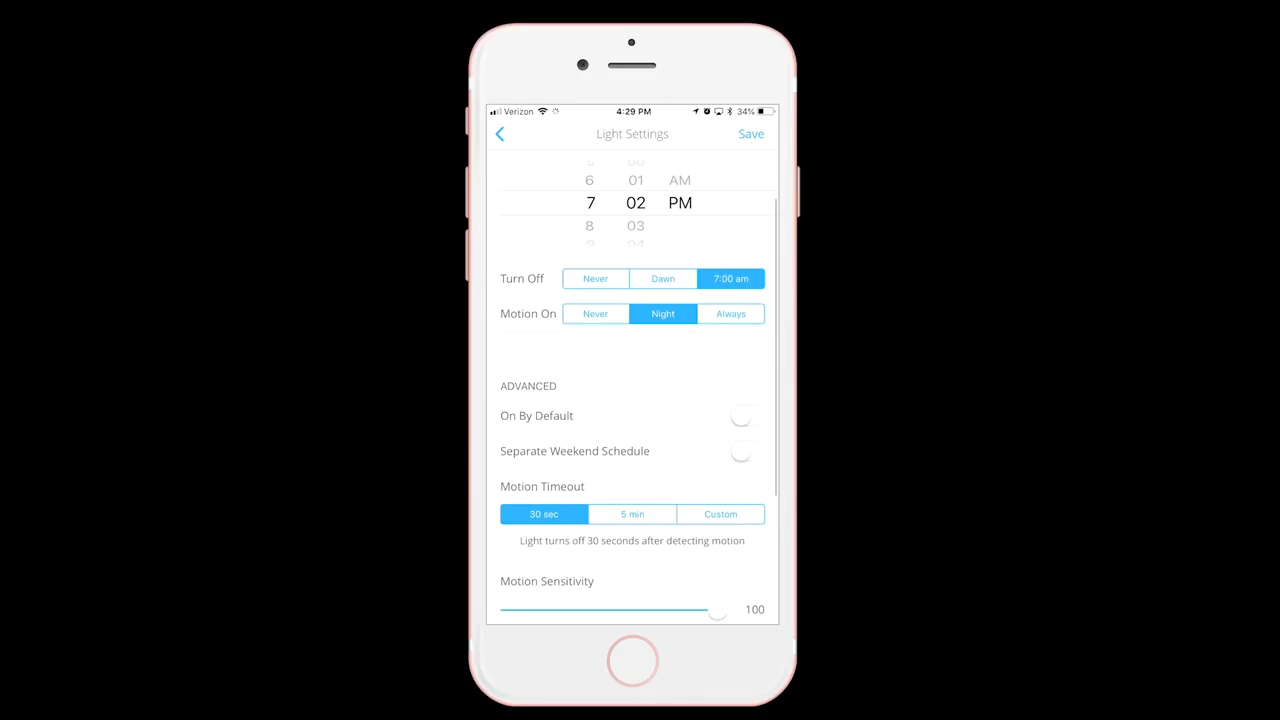 Verizon 4:29 PM 34%
Light Settings Save
6 01 AM
7 02 PM
8 03
Turn Off Never Dawn 7:00 am
Motion On Never Night Always
ADVANCED
On By Default
Separate Weekend Schedule
Motion Timeout
30 sec 5 min Custom
Light turns off 30 seconds after detecting motion
Motion Sensitivity
100